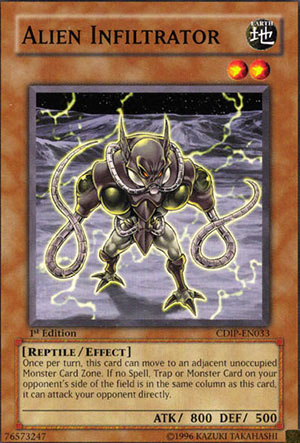 ALIEN INFILTRATOR
EARTH
地
1st Edition
CDIP-EN033
[REPTILE / EFFECT]
Once per turn, this card can move to an adjacent unoccupied
Monster Card Zone. If no Spell, Trap or Monster Card on your
opponent's side of the field is in the same column as this card,
it can attack your opponent directly.
ATK/ 800 DEF/ 500
76573247
©1996 KAZUKI TAKAHASHI